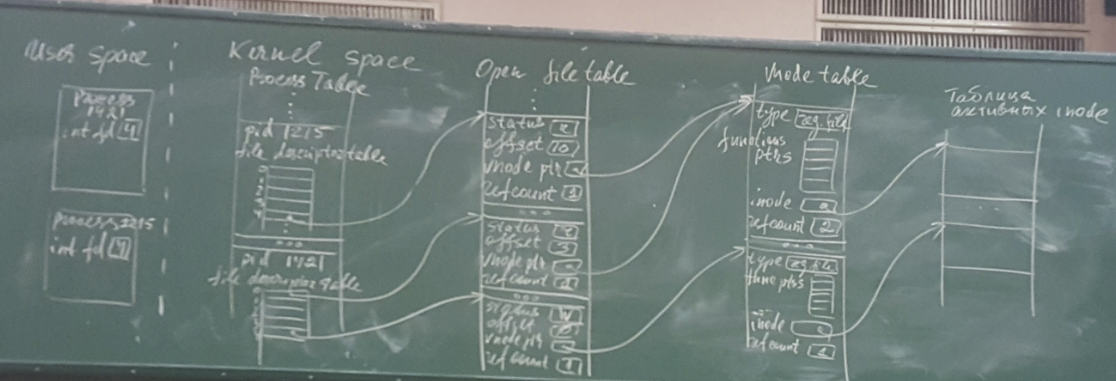 User space
Process
1421
int fd 4
Process 1215
int fd 4
Kernel space
Process Table
pid 1215
file descriptor table
0
1
2
3
4
pid 1421
file descriptor table
Open file table
status r
offset 10
vnode ptr
refcount 1
status r
offset 3
vnode ptr
refcount 1
status w
offset 0
vnode ptr
refcount 1
Vnode table
type reg. file
functions
ptrs
inode
refcount 2
type reg file
func ptrs
inode
refcount 1
Таблица
активных inode